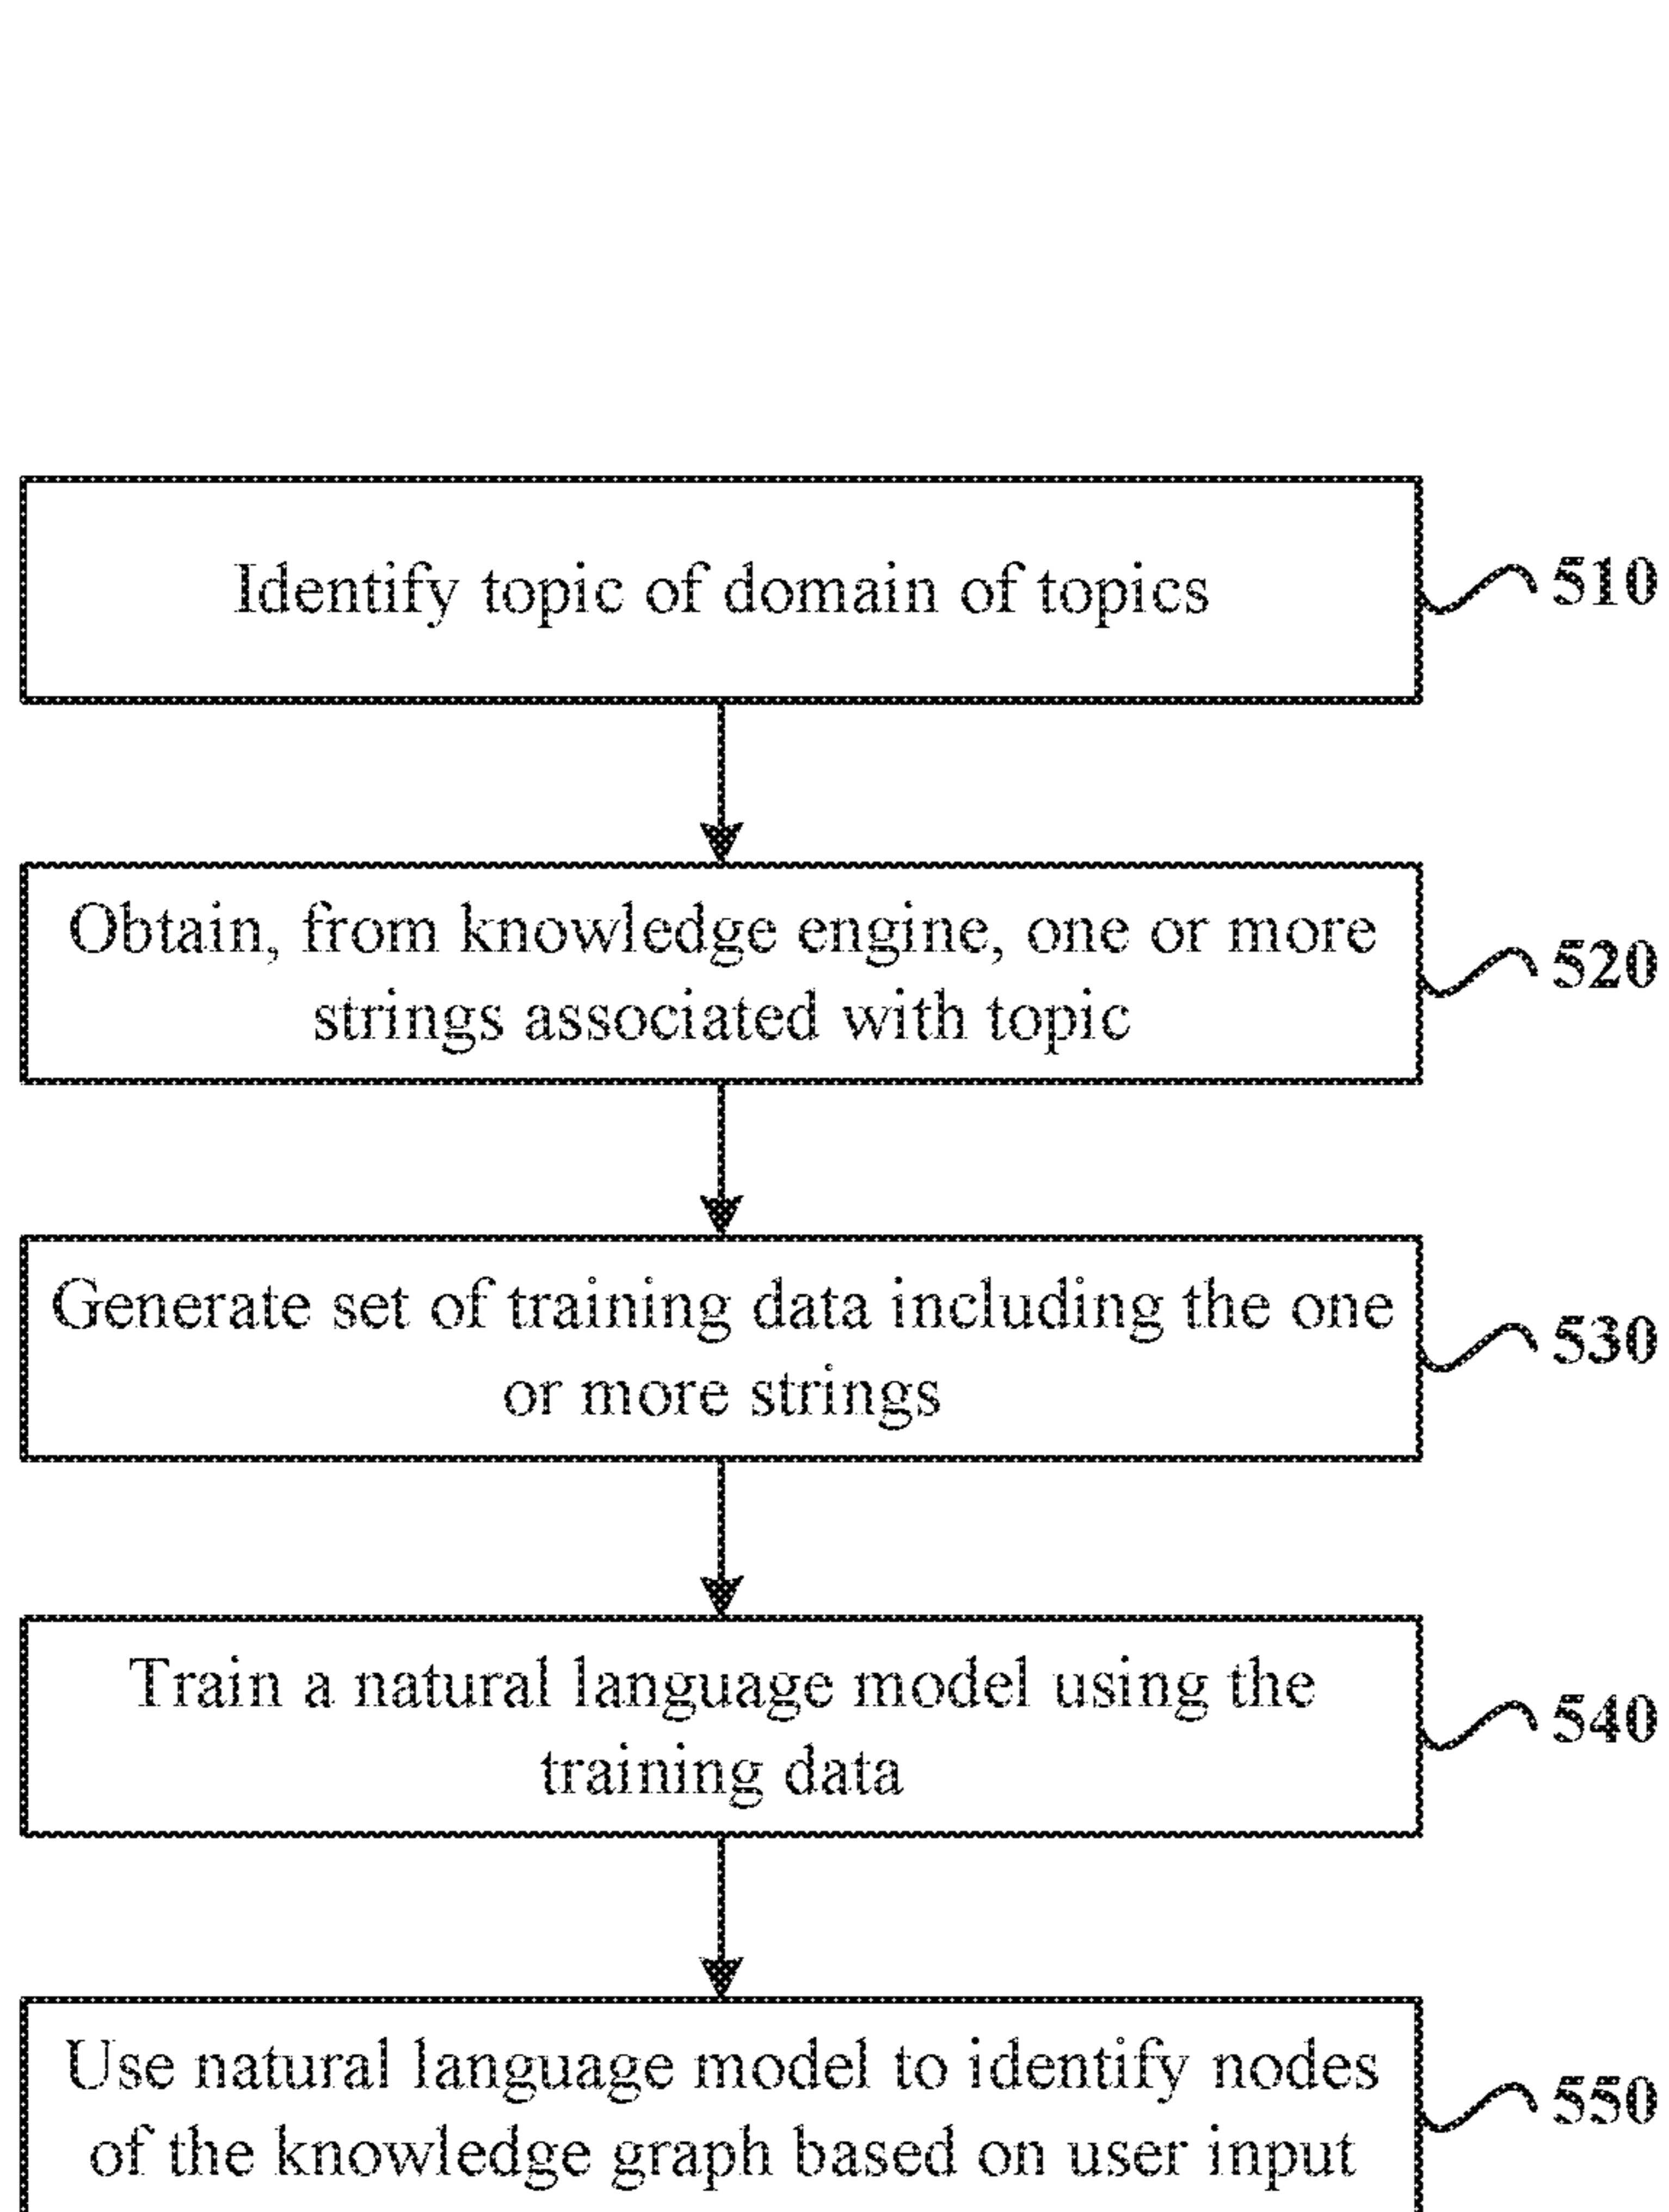 Identify topic of domain of topics
510
Obtain, from knowledge engine, one or more
strings associated with topic
520
Generate set of training data including the one
or more strings
530
Train a natural language model using the
training data
540
Use natural language model to identify nodes
of the knowledge graph based on user input
550